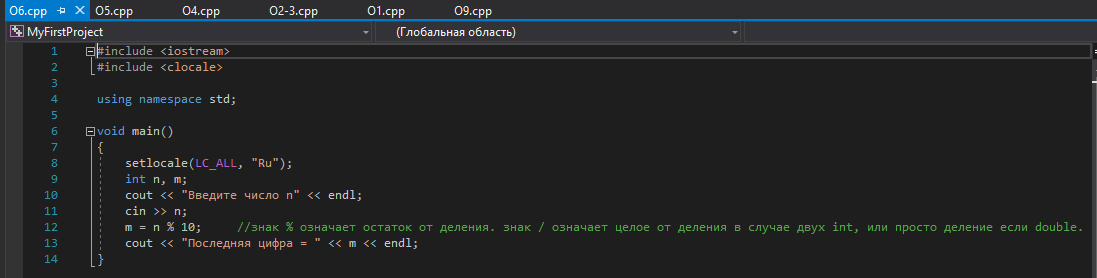 O6.cpp O5.cpp O4.cpp O2-3.cpp O1.cpp O9.cpp
MyFirstProject (Глобальная область)
1 #include <iostream>
2 #include <clocale>
3
4 using namespace std;
5
6 void main()
7 {
8 setlocale(LC_ALL, "Ru");
9 int n, m;
10 cout << "Введите число n" << endl;
11 cin >> n;
12 m = n % 10; //знак % означает остаток от деления. знак / означает целое от деления в случае двух int, или просто деление если double.
13 cout << "Последняя цифра = " << m << endl;
14 }